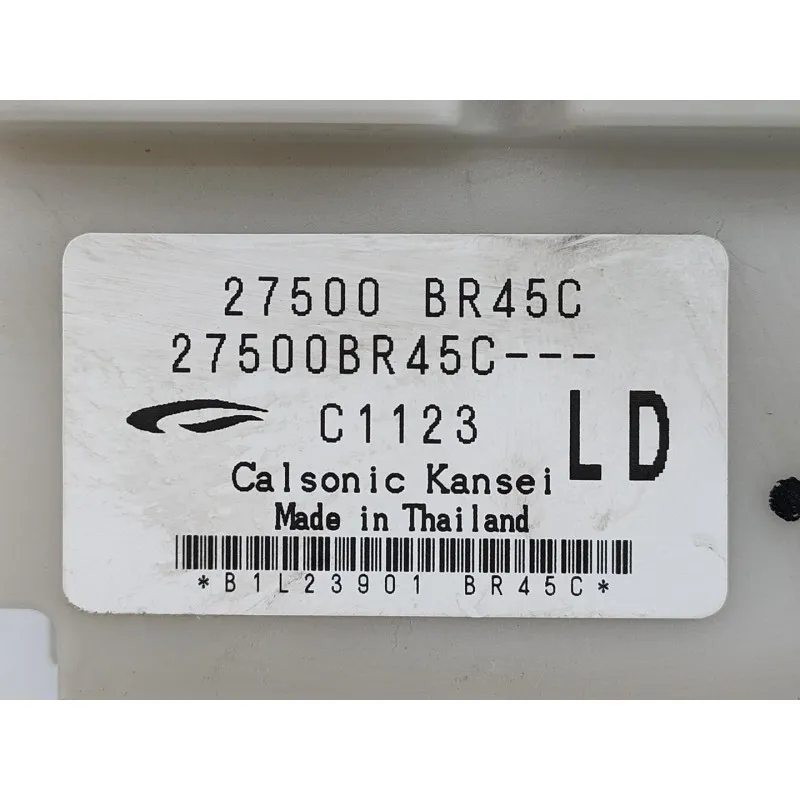 27500 BR45C
27500BR45C---
C1123
LD
Calsonic Kansei
Made in Thailand
*B1L23901 BR45C*